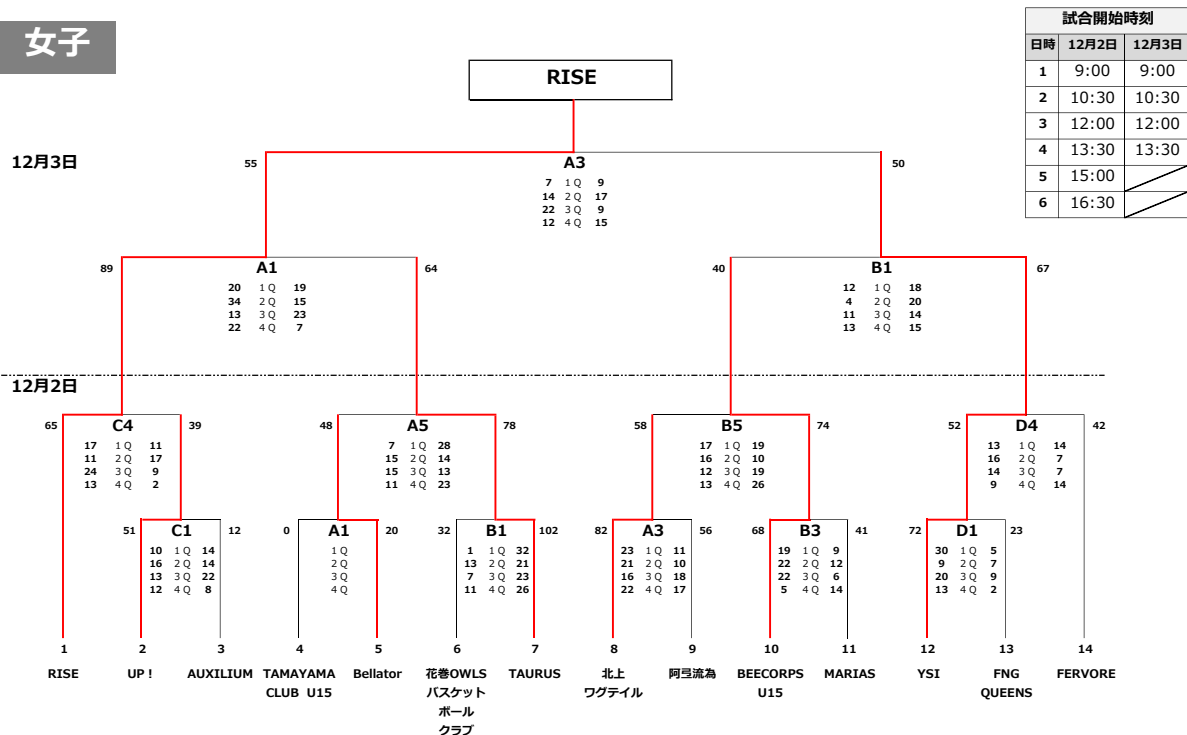 女子
試合開始時刻
日時 12月2日 12月3日
1 9:00 9:00
2 10:30 10:30
3 12:00 12:00
4 13:30 13:30
5 15:00
6 16:30
RISE
12月3日
55 A3 50
7 1Q 9
14 2Q 17
22 3Q 9
12 4Q 15
89 A1 64
20 1Q 19
34 2Q 15
13 3Q 23
22 4Q 7
40 B1 67
12 1Q 18
4 2Q 20
11 3Q 14
13 4Q 15
12月2日
65 C4 39
17 1Q 11
11 2Q 17
24 3Q 9
13 4Q 2
48 A5 78
7 1Q 28
15 2Q 14
15 3Q 13
11 4Q 23
58 B5 74
17 1Q 19
16 2Q 10
12 3Q 19
13 4Q 26
52 D4 42
13 1Q 14
16 2Q 7
14 3Q 7
9 4Q 14
51 C1 12
10 1Q 14
16 2Q 14
13 3Q 22
12 4Q 8
0 A1 20
1Q
2Q
3Q
4Q
32 B1 102
1 1Q 32
13 2Q 21
7 3Q 23
11 4Q 26
82 A3 56
23 1Q 11
21 2Q 10
16 3Q 18
22 4Q 17
68 B3 41
19 1Q 9
22 2Q 12
22 3Q 6
5 4Q 14
72 D1 23
30 1Q 5
9 2Q 7
20 3Q 9
13 4Q 2
1 2 3 4 5 6 7 8 9 10 11 12 13 14
RISE
UP！
AUXILIUM
TAMAYAMA
CLUB U15
Bellator
花巻OWLS
バスケット
ボール
クラブ
TAURUS
北上
ワグテイル
阿弖流為
BEECORPS
U15
MARIAS
YSI
FNG
QUEENS
FERVORE